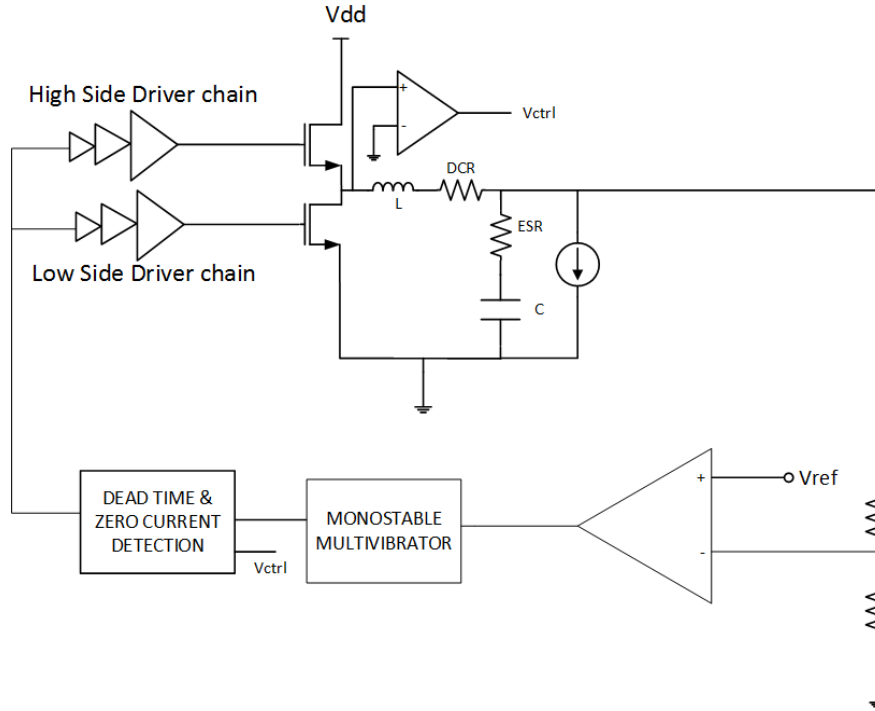 Vdd
High Side Driver chain
+
-
Vctrl
DCR
L
ESR
Low Side Driver chain
C
+
Vref
DEAD TIME &
ZERO CURRENT
DETECTION
MONOSTABLE
MULTIVIBRATOR
-
Vctrl